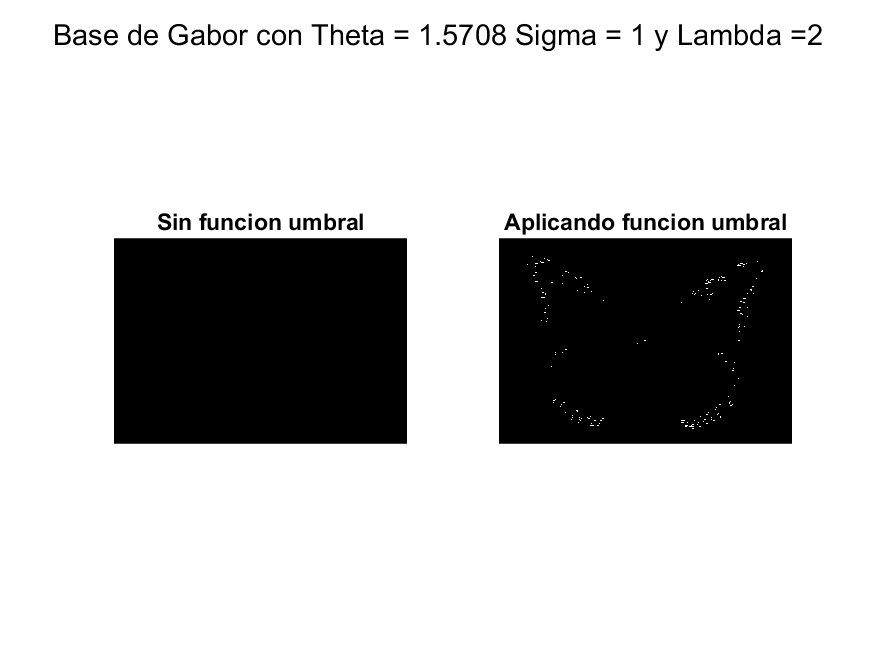 Base de Gabor con Theta = 1.5708 Sigma = 1 y Lambda =2
Sin funcion umbral
Aplicando funcion umbral